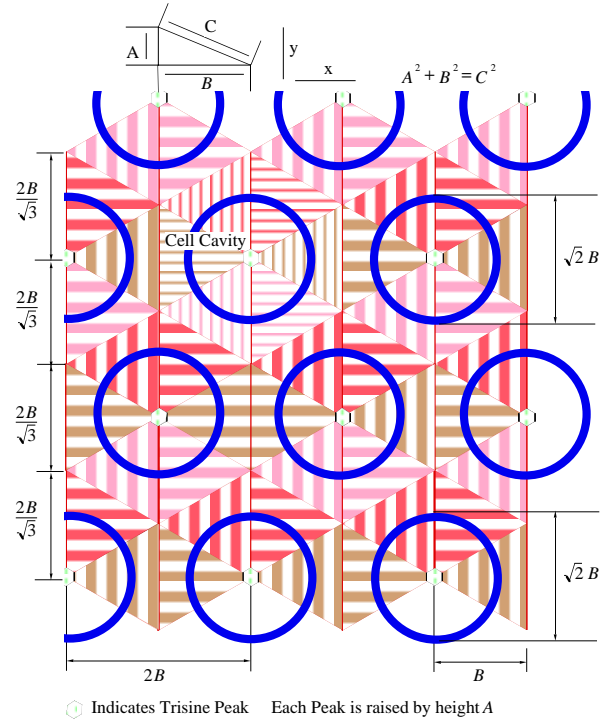 C
A
B
y
x
A² + B² = C²
2B
√3
2B
√3
2B
√3
2B
√3
Cell Cavity
√2 B
√2 B
2B
B
Indicates Trisine Peak Each Peak is raised by height A